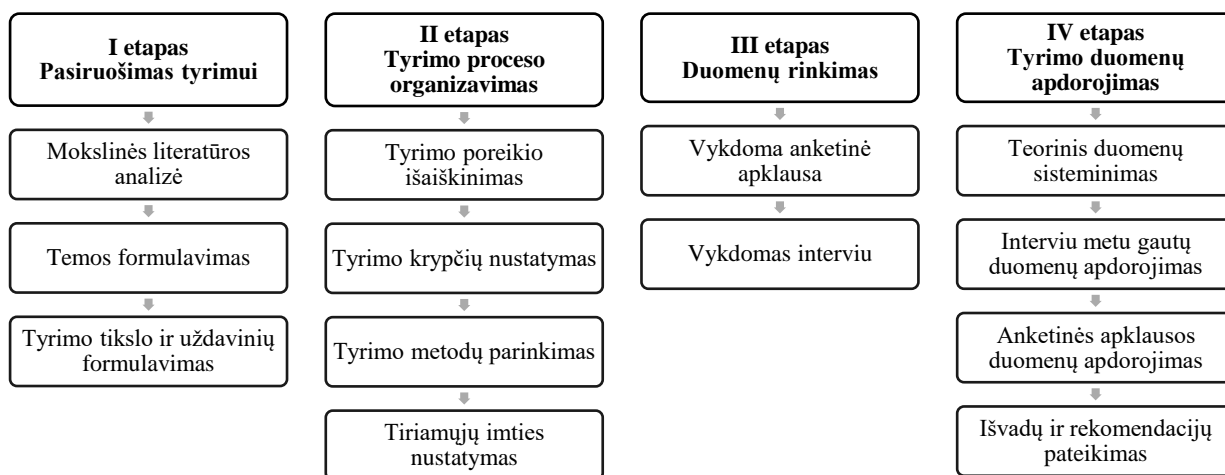 I etapas
Pasiruošimas tyrimui
Mokslinės literatūros
analizė
Temos formulavimas
Tyrimo tikslo ir uždavinių
formulavimas
II etapas
Tyrimo proceso
organizavimas
Tyrimo poreikio
išaiškinimas
Tyrimo krypčių nustatymas
Tyrimo metodų parinkimas
Tiriamųjų imties
nustatymas
III etapas
Duomenų rinkimas
Vykdoma anketinė
apklausa
Vykdomas interviu
IV etapas
Tyrimo duomenų
apdorojimas
Teorinis duomenų
sisteminimas
Interviu metu gautų
duomenų apdorojimas
Anketinės apklausos
duomenų apdorojimas
Išvadų ir rekomendacijų
pateikimas